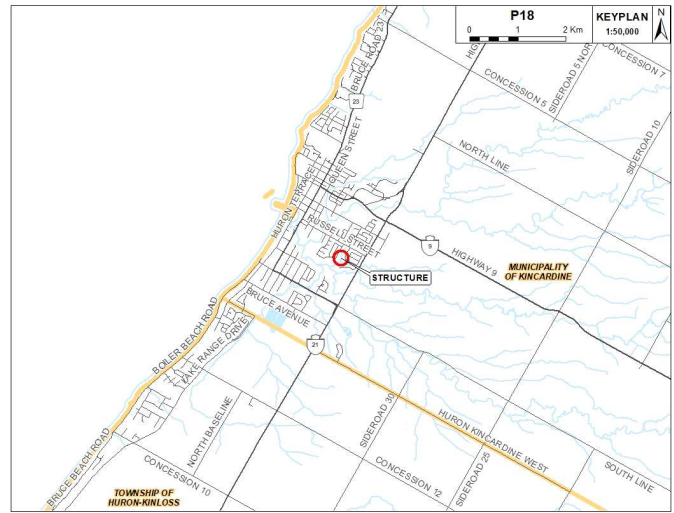 P18
0 1 2 Km
KEYPLAN
1:50,000
N
BRUCE ROAD 23
23
CONCESSION 5
SIDEROAD 5 NOR
CONCESSION 7
SIDEROAD 10
NORTH LINE
QUEEN STREET
HURON TERRACE
RUSSELL STREET
9
HIGHWAY 9
STRUCTURE
MUNICIPALITY
OF KINCARDINE
BRUCE AVENUE
BOILER BEACH ROAD
LAKE RANGE DRIVE
21
NORTH BASELINE
SIDEROAD 30
HURON KINCARDINE WEST
BRUCE BEACH ROAD
CONCESSION 10
CONCESSION 12
SIDEROAD 25
SOUTH LINE
TOWNSHIP OF
HURON-KINLOSS